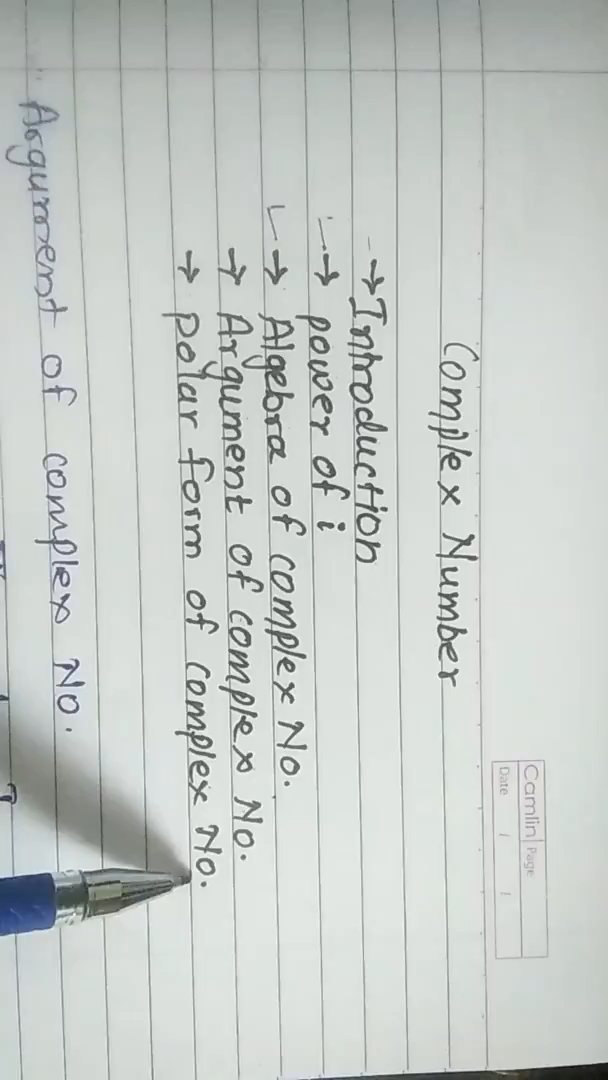 Camlin Page
Date / /
Complex Number
→ Introduction
→ power of i
→ Algebra of complex No.
→ Argument of complex No.
→ polar form of complex No.
Argument of complex No.